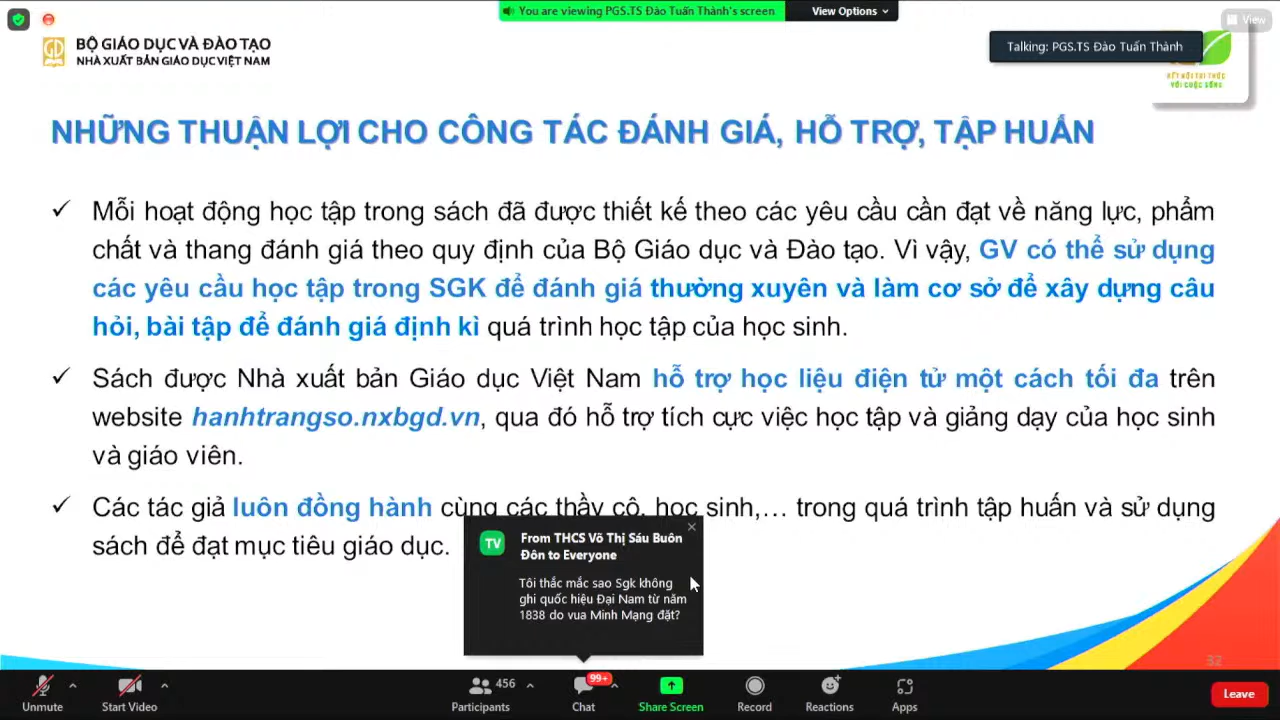 You are viewing PGS.TS Đào Tuấn Thành's screen
View Options
View
BỘ GIÁO DỤC VÀ ĐÀO TẠO
NHÀ XUẤT BẢN GIÁO DỤC VIỆT NAM
Talking: PGS.TS Đào Tuấn Thành
KẾT NỐI TRI THỨC
VỚI CUỘC SỐNG
NHỮNG THUẬN LỢI CHO CÔNG TÁC ĐÁNH GIÁ, HỖ TRỢ, TẬP HUẤN
✓ Mỗi hoạt động học tập trong sách đã được thiết kế theo các yêu cầu cần đạt về năng lực, phẩm
chất và thang đánh giá theo quy định của Bộ Giáo dục và Đào tạo. Vì vậy, GV có thể sử dụng
các yêu cầu học tập trong SGK để đánh giá thường xuyên và làm cơ sở để xây dựng câu
hỏi, bài tập để đánh giá định kì quá trình học tập của học sinh.
✓ Sách được Nhà xuất bản Giáo dục Việt Nam hỗ trợ học liệu điện tử một cách tối đa trên
website hanhtrangso.nxbgd.vn, qua đó hỗ trợ tích cực việc học tập và giảng dạy của học sinh
và giáo viên.
✓ Các tác giả luôn đồng hành cùng các thầy cô, học sinh,… trong quá trình tập huấn và sử dụng
sách để đạt mục tiêu giáo dục.
TV
From THCS Võ Thị Sáu Buôn
Đôn to Everyone
Tôi thắc mắc sao Sgk không
ghi quốc hiệu Đại Nam từ năm
1838 do vua Minh Mạng đặt?
32
Unmute
Start Video
456
Participants
99+
Chat
Share Screen
Record
Reactions
Apps
Leave